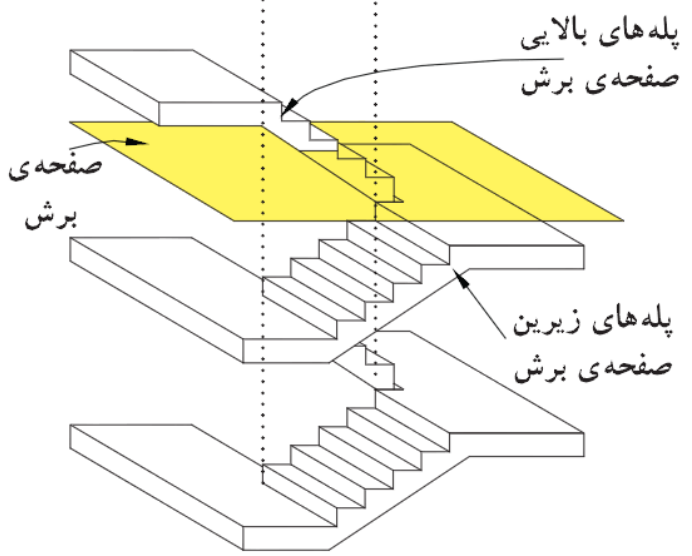 پله‌های بالایی
صفحه‌ی برش
صفحه‌ی
برش
پله‌های زیرین
صفحه‌ی برش